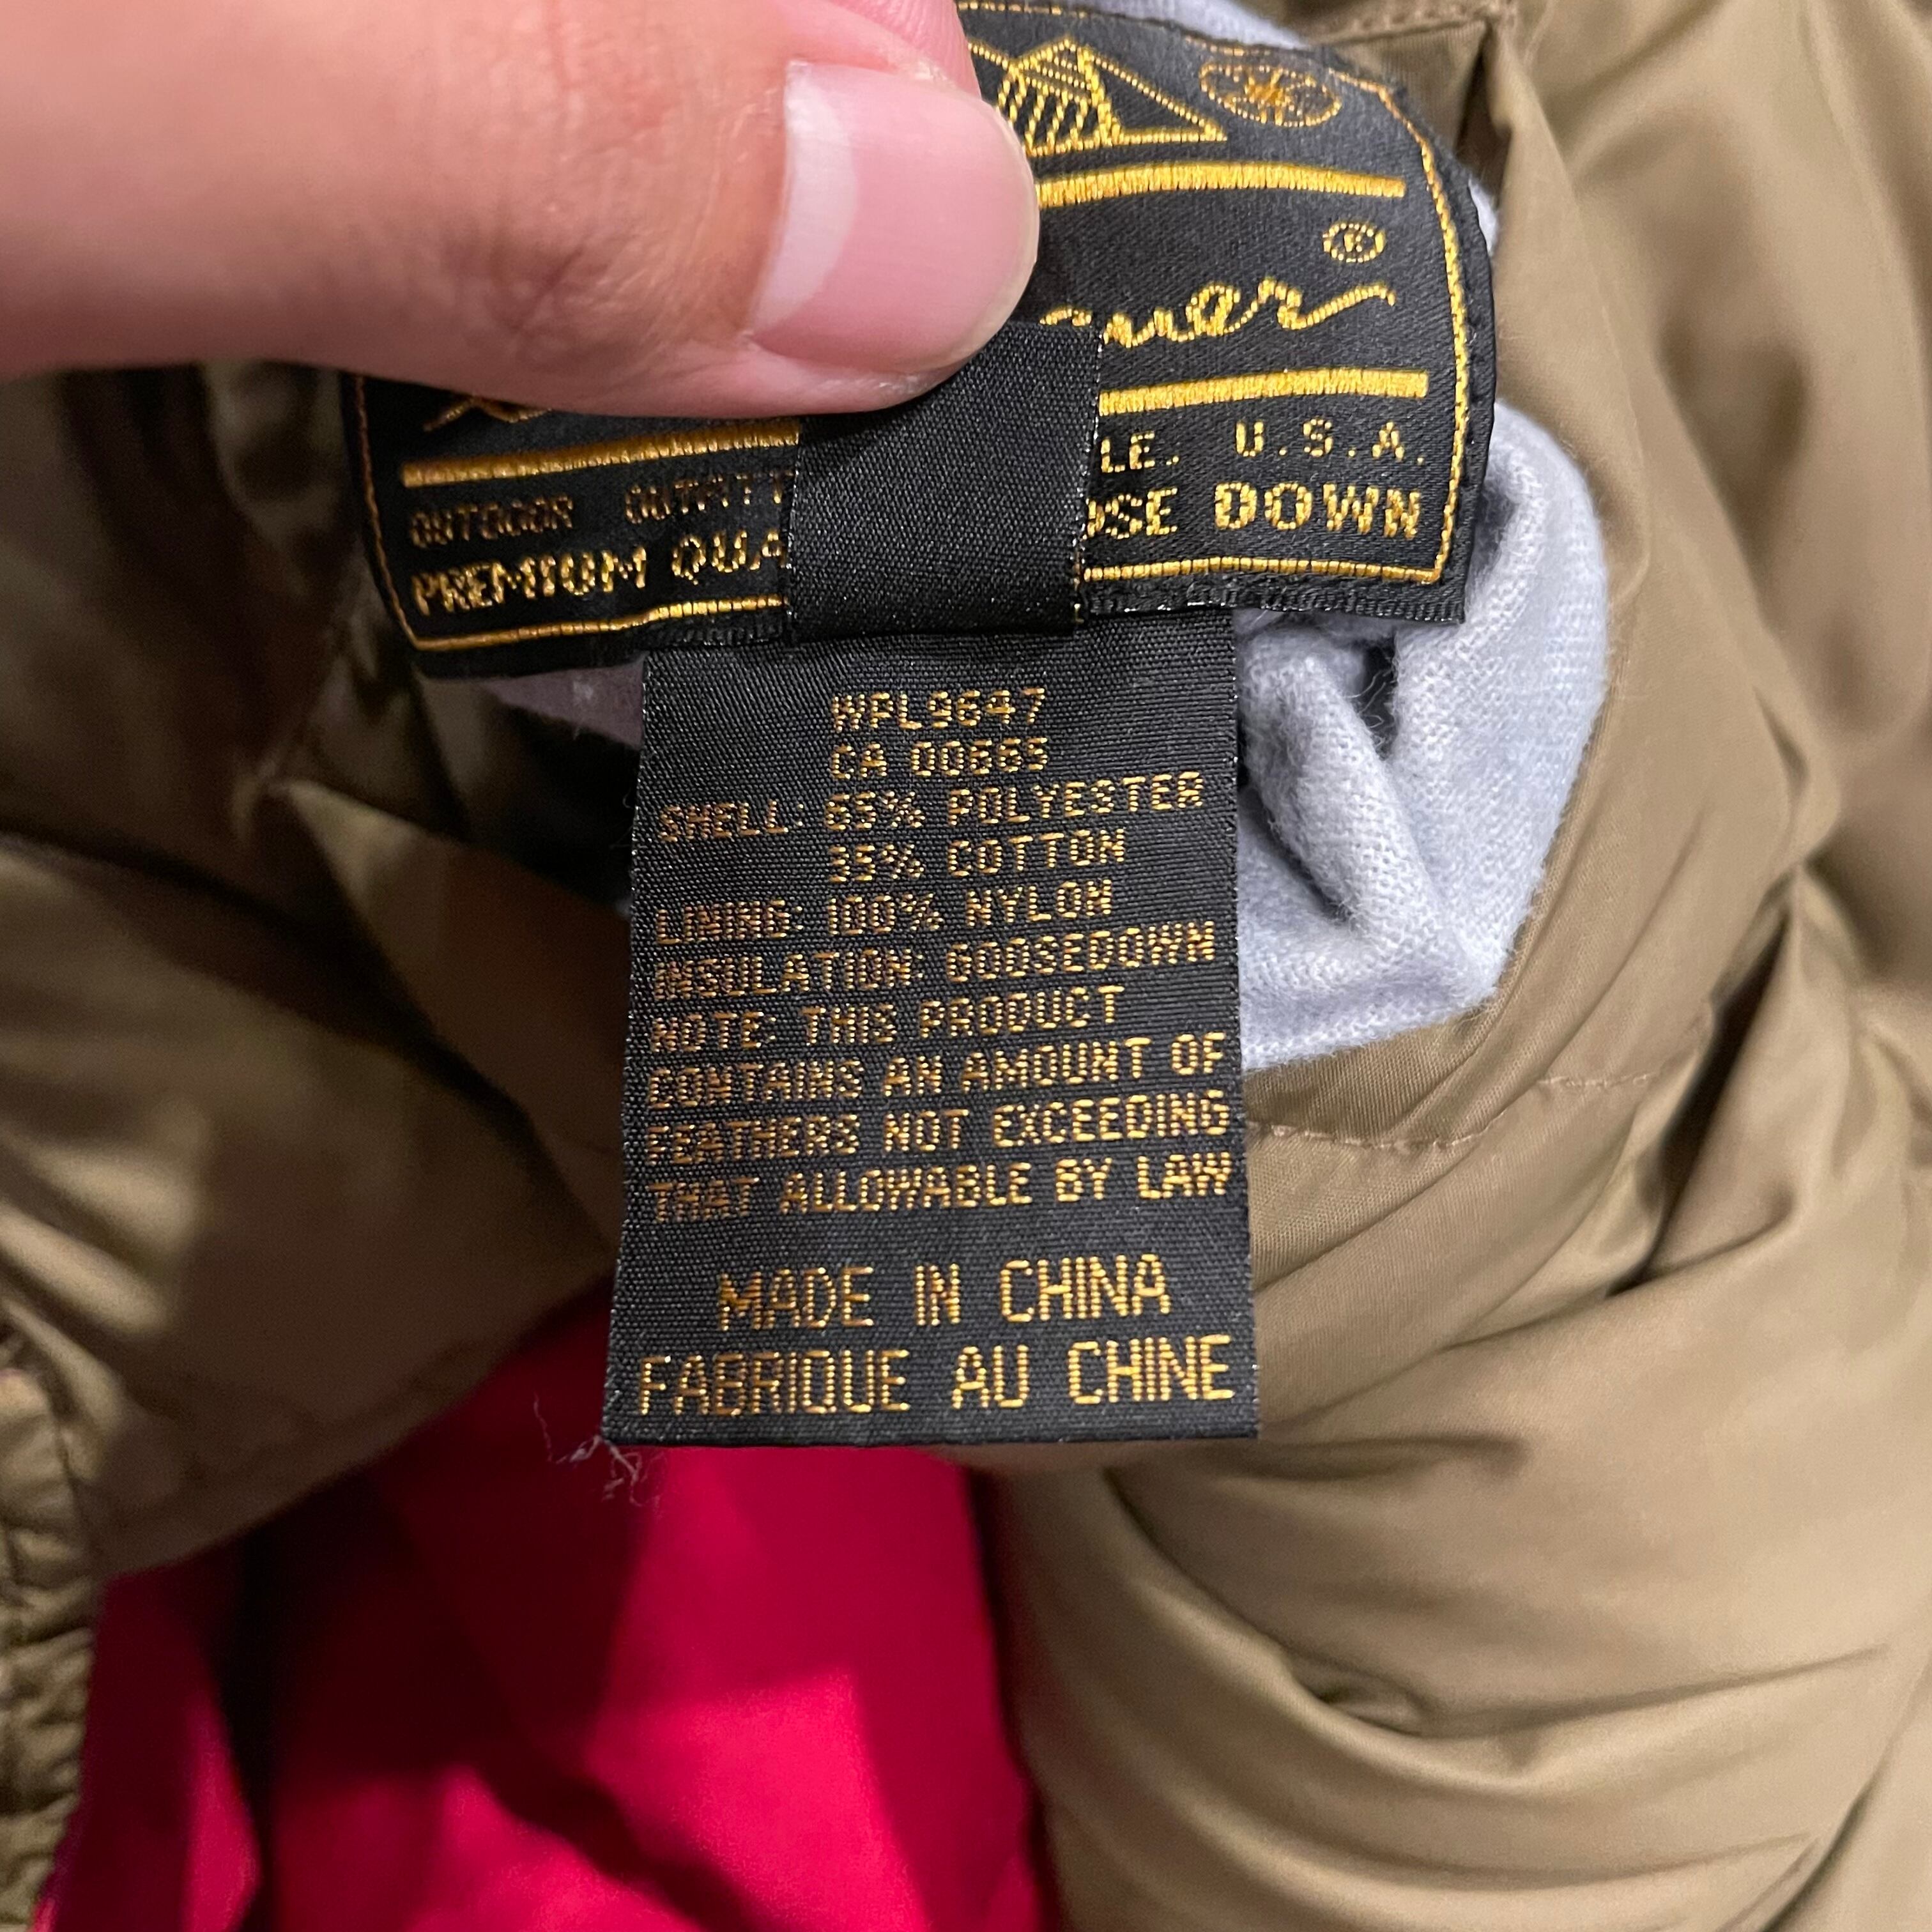 ®
LE. U.S.A.
OUTDOOR OUTFITT
PREMIUM QUA OSE DOWN
WPL9647
CA 00665
SHELL: 65% POLYESTER
35% COTTON
LINING: 100% NYLON
INSULATION: GOOSEDOWN
NOTE: THIS PRODUCT
CONTAINS AN AMOUNT OF
FEATHERS NOT EXCEEDING
THAT ALLOWABLE BY LAW
MADE IN CHINA
FABRIQUE AU CHINE